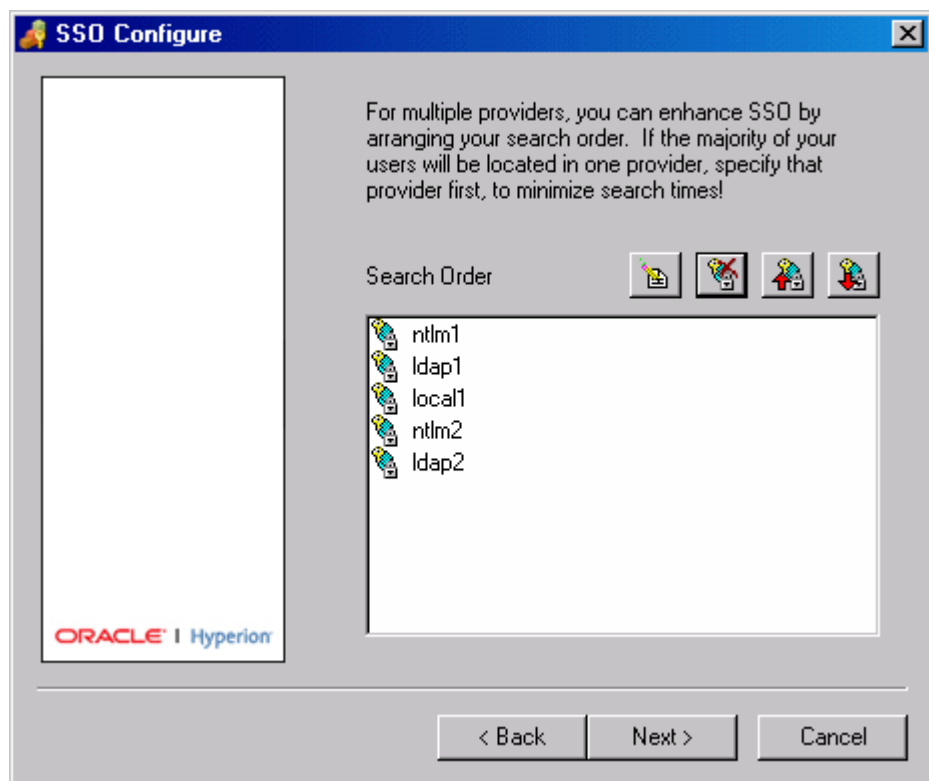 SSO Configure
For multiple providers, you can enhance SSO by
arranging your search order. If the majority of your
users will be located in one provider, specify that
provider first, to minimize search times!
Search Order
ntlm1
ldap1
local1
ntlm2
ldap2
ORACLE' | Hyperion
< Back Next > Cancel